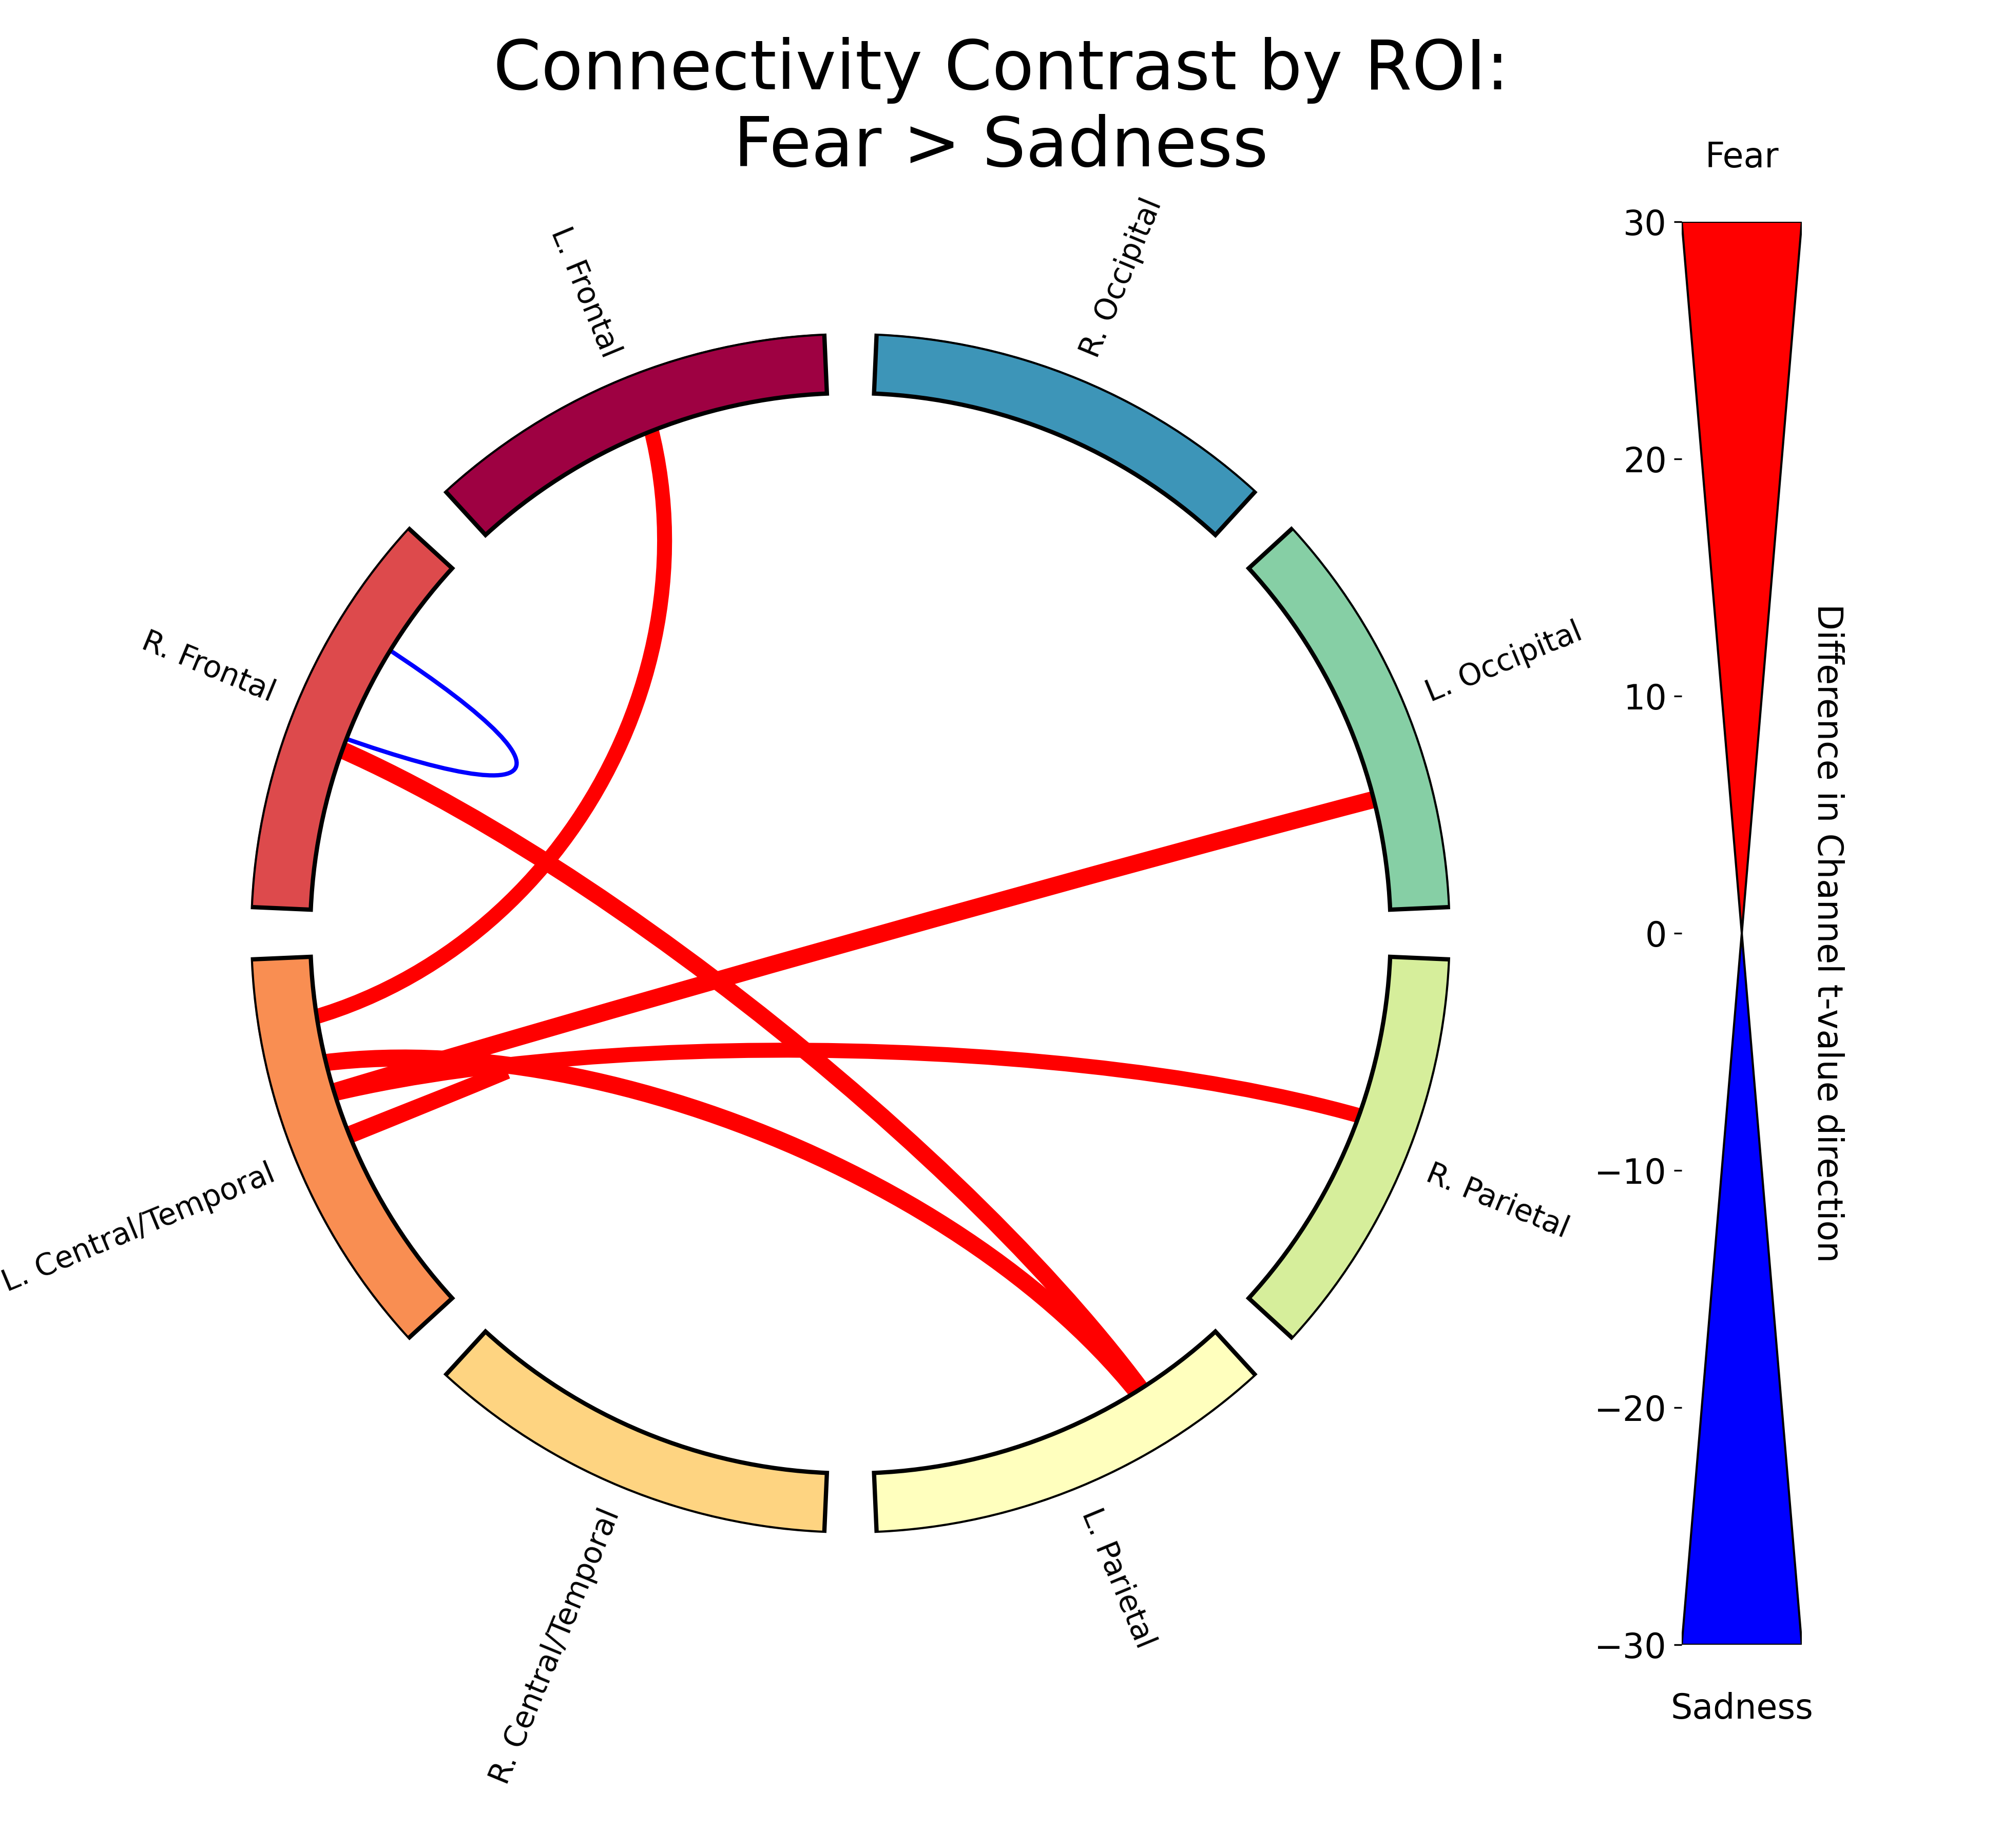 Connectivity Contrast by ROI:
Fear > Sadness
Fear
R. Occipital
L. Frontal
30
20
L. Occipital
R. Frontal
10
Difference in Channel t-value direction
0
L. Central/Temporal
R. Parietal
−10
−20
R. Central/Temporal
L. Parietal
−30
Sadness